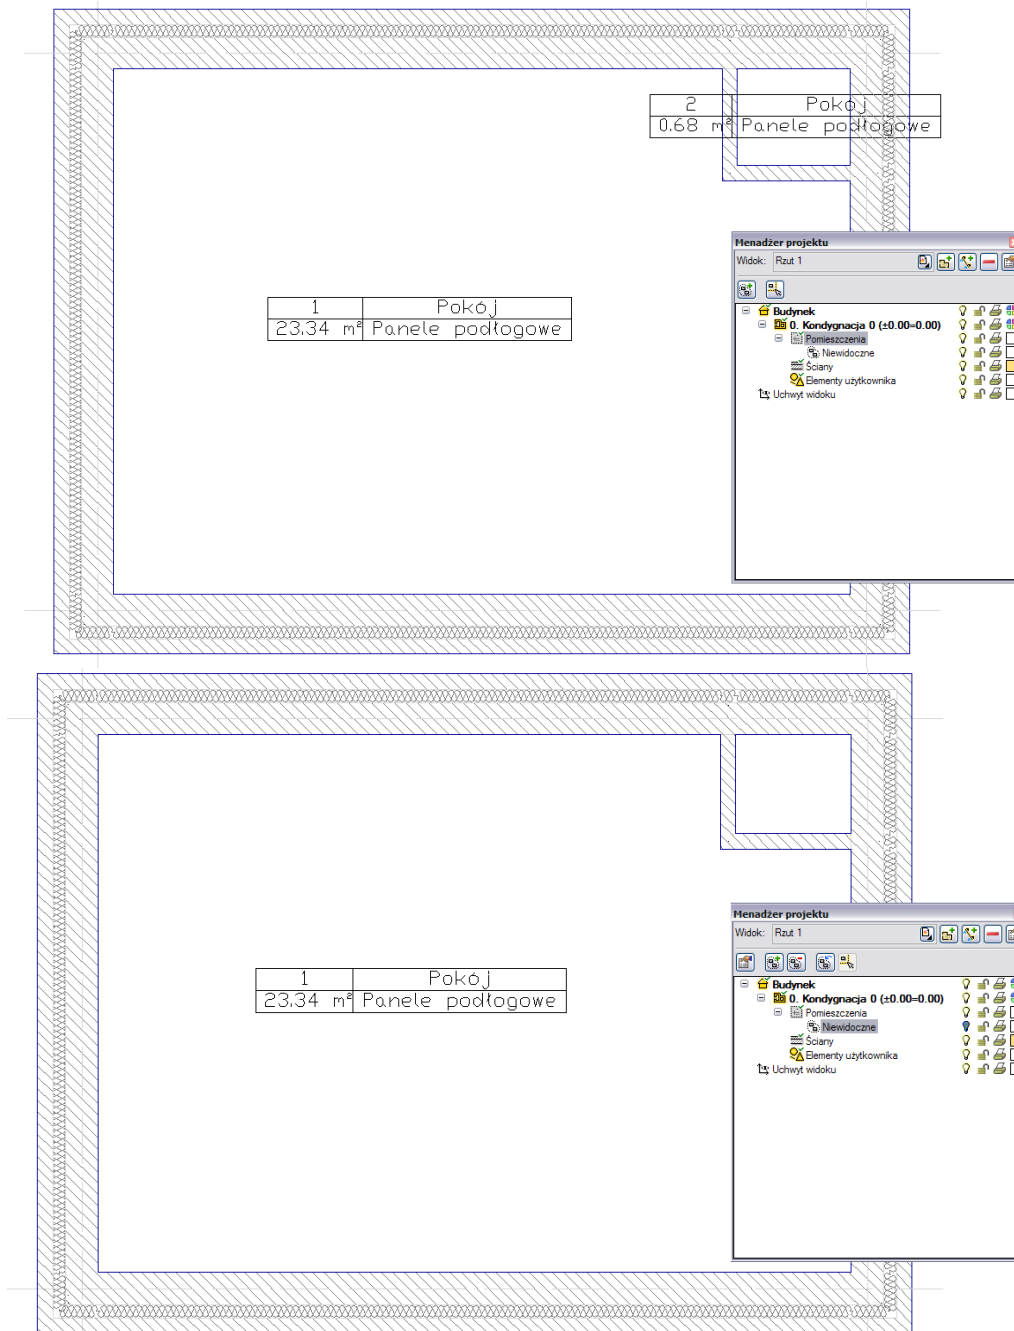 2 Pokój
0.68 m² Panele podłogowe
Menadżer projektu
Widok: Rzut 1
1 Pokój
23.34 m² Panele podłogowe
Budynek
0. Kondygnacja 0 (±0.00=0.00)
Pomieszczenia
Niewidoczne
Ściany
Elementy użytkownika
Uchwyt widoku
Menadżer projektu
Widok: Rzut 1
1 Pokój
23.34 m² Panele podłogowe
Budynek
0. Kondygnacja 0 (±0.00=0.00)
Pomieszczenia
Niewidoczne
Ściany
Elementy użytkownika
Uchwyt widoku